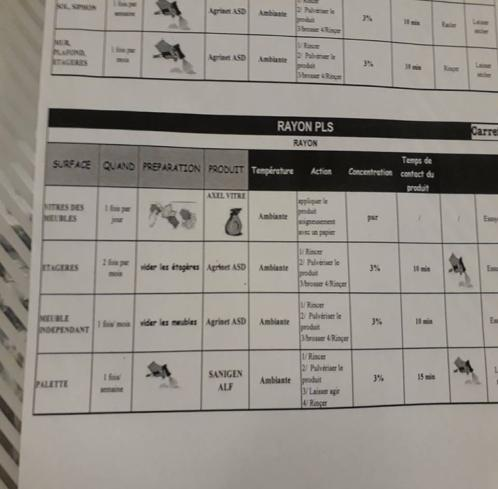 SOL, SIPHON 1 fois par semaine Agrinet ASD Ambiante 1/ Rincer 2/ Pulvériser le produit 3/brosser 4/Rinçer 3% 10 min Racler Laisser sécher
MUR, PLAFOND, ETAGERES 1 fois par mois Agrinet ASD Ambiante 1/ Rincer 2/ Pulvériser le produit 3/brosser 4/Rinçer 3% 10 min Rinçer Laisser sécher
RAYON PLS
RAYON Carre
SURFACE QUAND PREPARATION PRODUIT Température Action Concentration Temps de contact du produit
VITRES DES MEUBLES 1 fois par jour AXEL VITRE Ambiante appliquer le produit soigneusement avec un papier pur / / Essuy
ETAGERES 2 fois par mois vider les étagères Agrinet ASD Ambiante 1/ Rincer 2/ Pulvériser le produit 3/brosser 4/Rinçer 3% 10 min
MEUBLE INDEPENDANT 1 fois/ mois vider les meubles Agrinet ASD Ambiante 1/ Rincer 2/ Pulvériser le produit 3/brosser 4/Rinçer 3% 10 min
PALETTE 1 fois/ semaine SANIGEN ALF Ambiante 1/ Rincer 2/ Pulvériser le produit 3/ Laisser agir 4/ Rinçer 3% 15 min